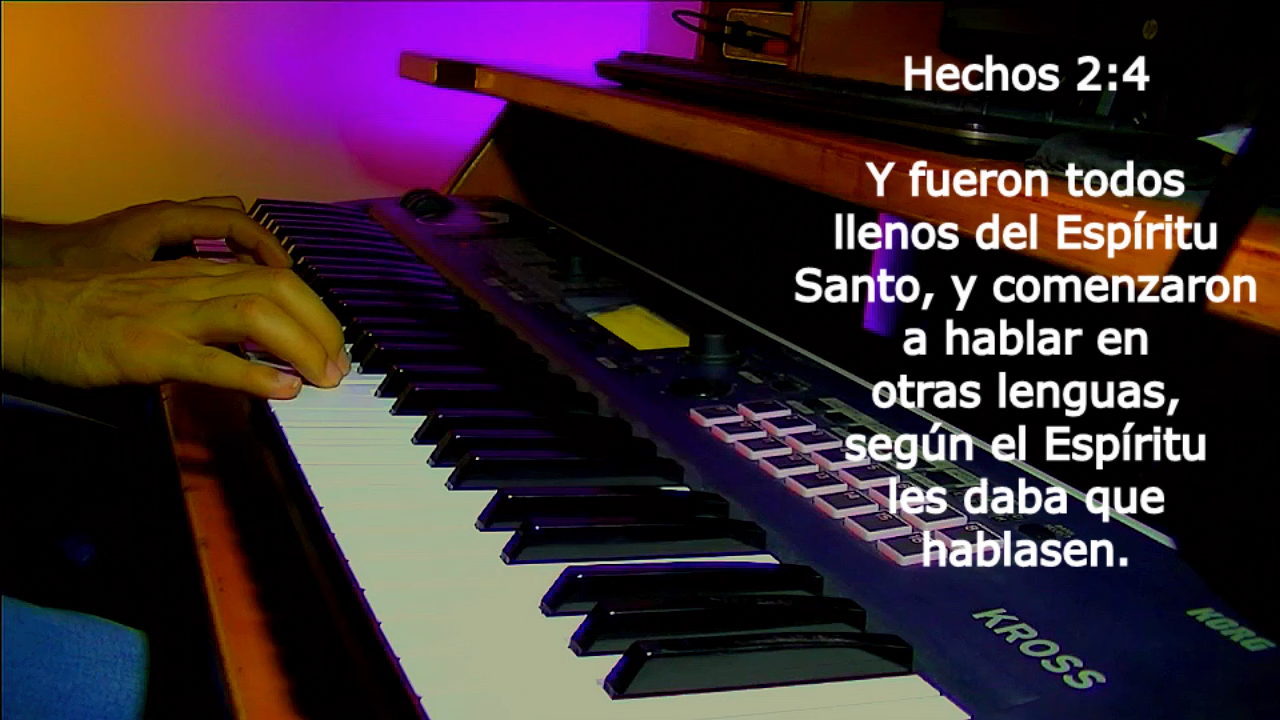 Hechos 2:4
Y fueron todos
llenos del Espíritu
Santo, y comenzaron
a hablar en
otras lenguas,
según el Espíritu
les daba que
hablasen.
KROSS
KORG
hp